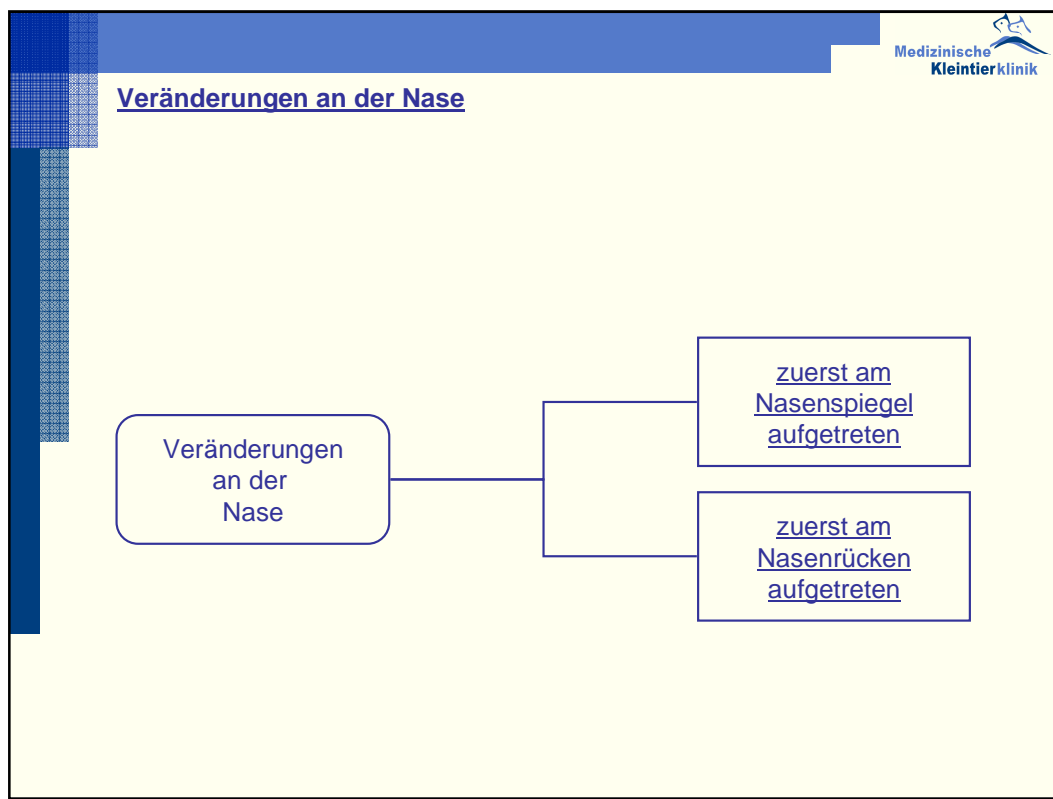 Medizinische
Kleintierklinik
Veränderungen an der Nase
Veränderungen
an der
Nase
zuerst am
Nasenspiegel
aufgetreten
zuerst am
Nasenrücken
aufgetreten